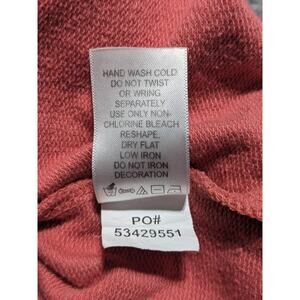 HAND WASH COLD
DO NOT TWIST
OR WRING
SEPARATELY
USE ONLY NON-
CHLORINE BLEACH
RESHAPE,
DRY FLAT
LOW IRON
DO NOT IRON
DECORATION
PO#
53429551